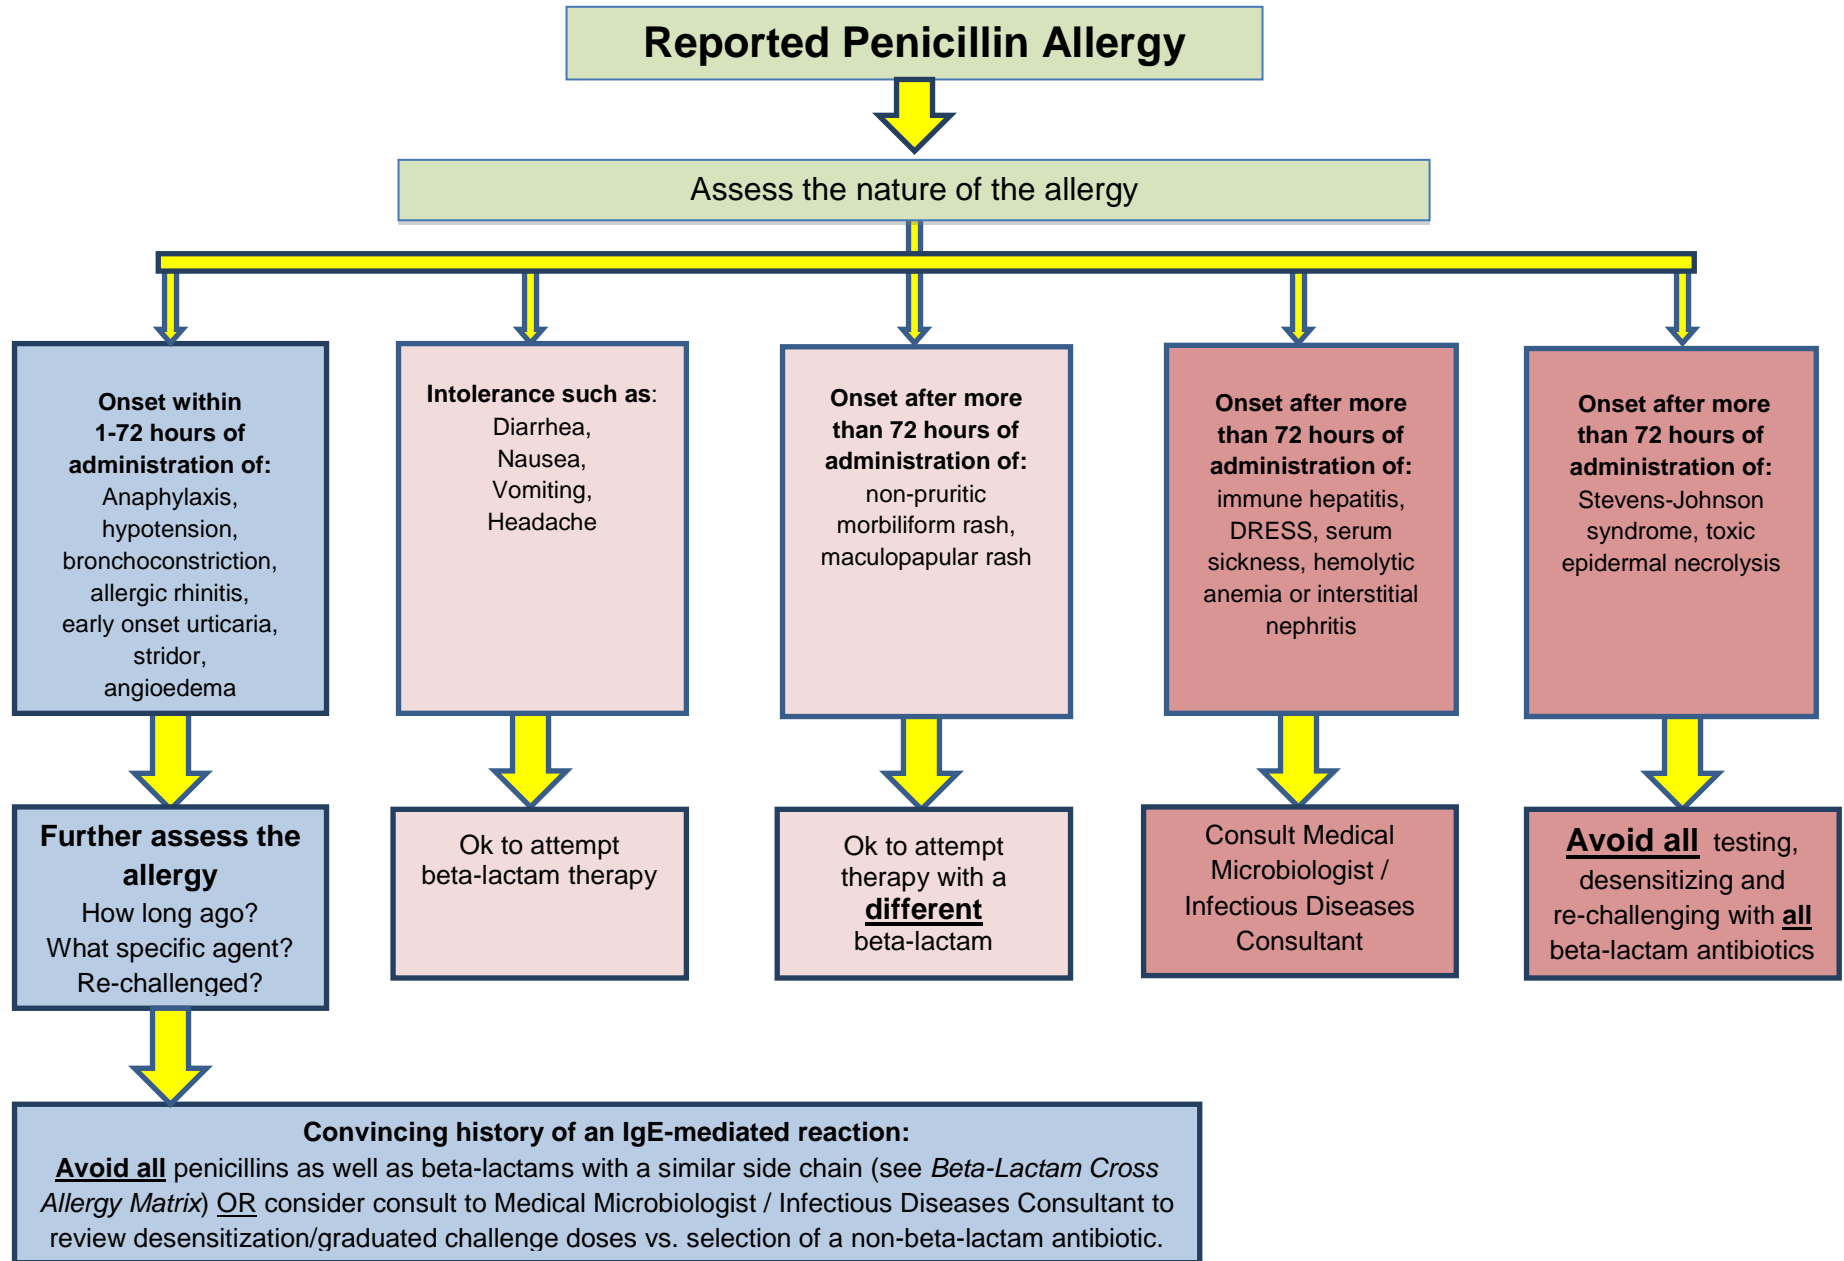 Reported Penicillin Allergy
Assess the nature of the allergy
Onset within
1-72 hours of
administration of:
Anaphylaxis,
hypotension,
bronchoconstriction,
allergic rhinitis,
early onset urticaria,
stridor,
angioedema
Intolerance such as:
Diarrhea,
Nausea,
Vomiting,
Headache
Onset after more
than 72 hours of
administration of:
non-pruritic
morbiliform rash,
maculopapular rash
Onset after more
than 72 hours of
administration of:
immune hepatitis,
DRESS, serum
sickness, hemolytic
anemia or interstitial
nephritis
Onset after more
than 72 hours of
administration of:
Stevens-Johnson
syndrome, toxic
epidermal necrolysis
Further assess the
allergy
How long ago?
What specific agent?
Re-challenged?
Ok to attempt
beta-lactam therapy
Ok to attempt
therapy with a
different
beta-lactam
Consult Medical
Microbiologist /
Infectious Diseases
Consultant
Avoid all testing,
desensitizing and
re-challenging with all
beta-lactam antibiotics
Convincing history of an IgE-mediated reaction:
Avoid all penicillins as well as beta-lactams with a similar side chain (see Beta-Lactam Cross
Allergy Matrix) OR consider consult to Medical Microbiologist / Infectious Diseases Consultant to
review desensitization/graduated challenge doses vs. selection of a non-beta-lactam antibiotic.